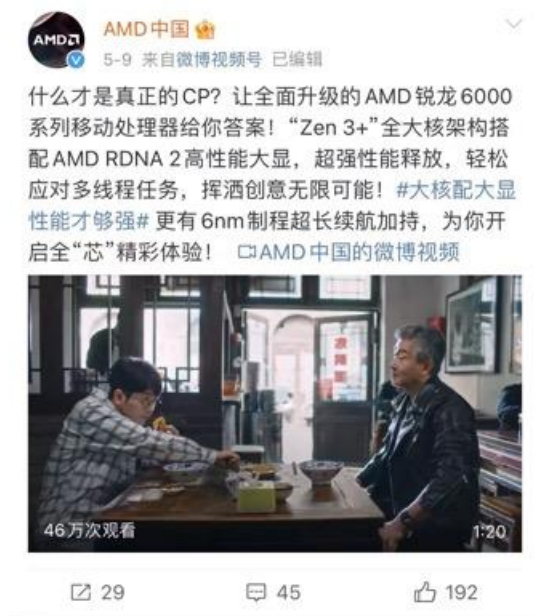 AMD
AMD中国
5-9 来自微博视频号 已编辑
什么才是真正的CP？让全面升级的AMD锐龙6000
系列移动处理器给你答案！“Zen 3+”全大核架构搭
配AMD RDNA 2高性能大显，超强性能释放，轻松
应对多线程任务，挥洒创意无限可能！#大核配大显
性能才够强# 更有6nm制程超长续航加持，为你开
启全“芯”精彩体验！ AMD中国的微博视频
46万次观看
1:20
29
45
192